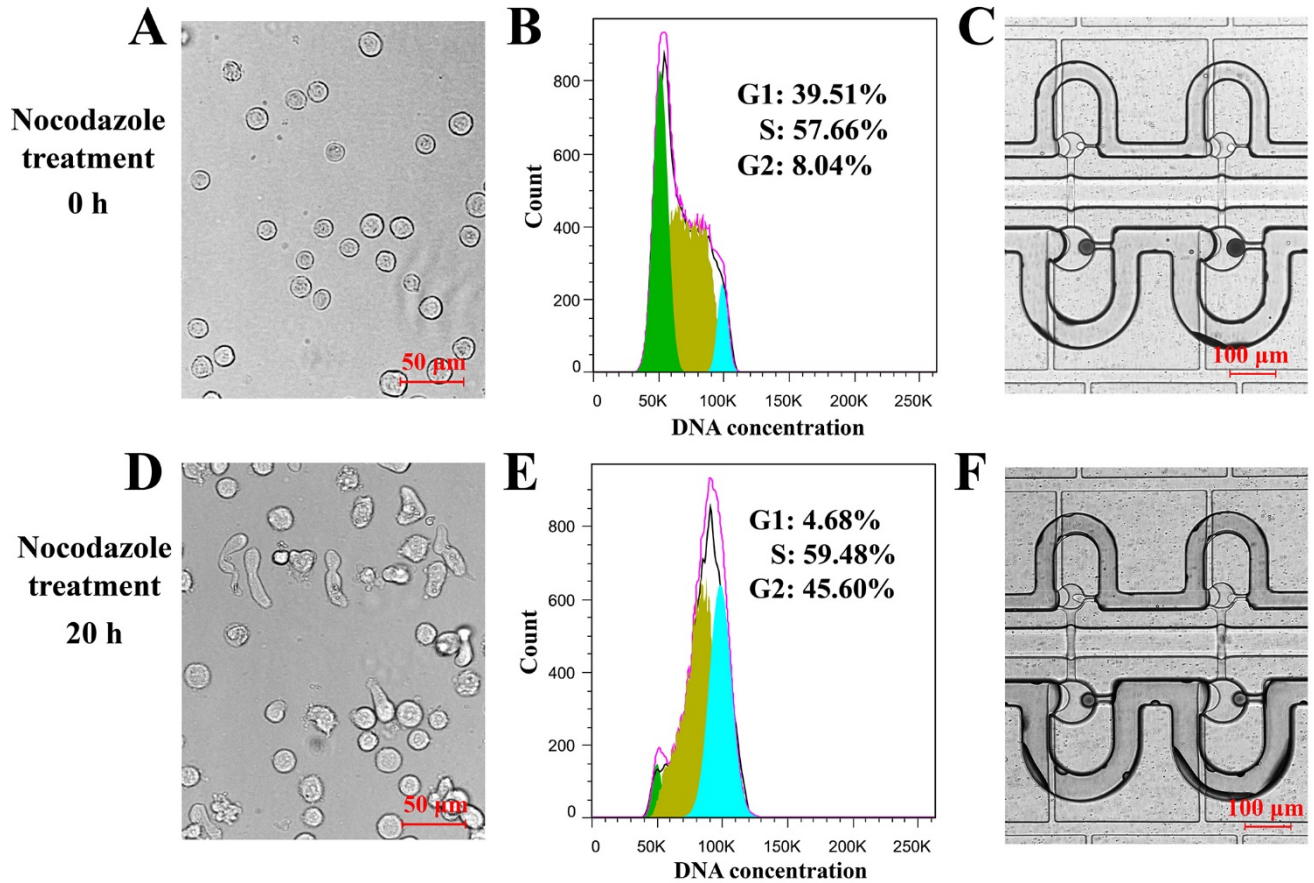 A
B
C
Nocodazole
treatment
0 h
50 µm
G1: 39.51%
S: 57.66%
G2: 8.04%
Count
800
600
400
200
0
0 50K 100K 150K 200K 250K
DNA concentration
100 µm
D
E
F
Nocodazole
treatment
20 h
50 µm
G1: 4.68%
S: 59.48%
G2: 45.60%
Count
800
600
400
200
0
0 50K 100K 150K 200K 250K
DNA concentration
100 µm